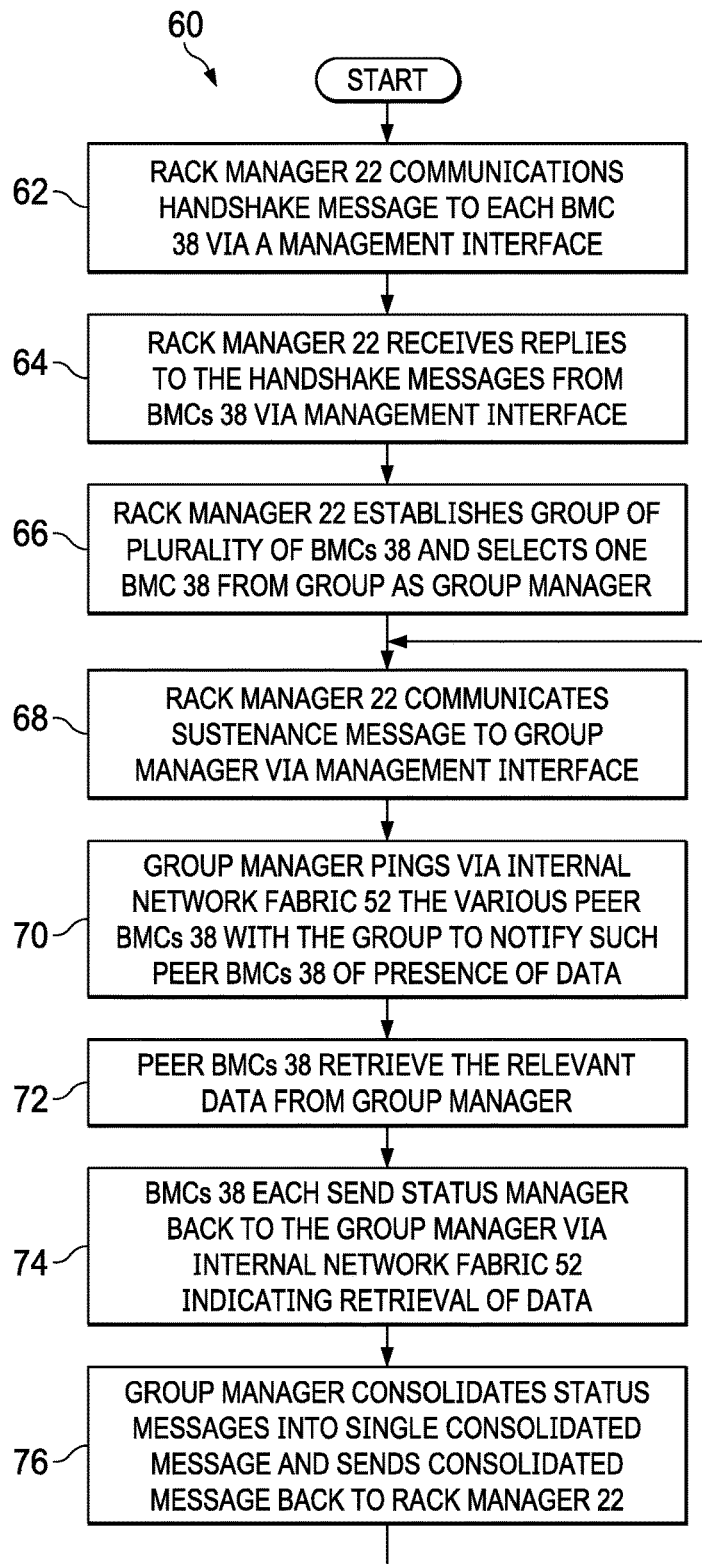 60
START
62
RACK MANAGER 22 COMMUNICATIONS
HANDSHAKE MESSAGE TO EACH BMC
38 VIA A MANAGEMENT INTERFACE
64
RACK MANAGER 22 RECEIVES REPLIES
TO THE HANDSHAKE MESSAGES FROM
BMCs 38 VIA MANAGEMENT INTERFACE
66
RACK MANAGER 22 ESTABLISHES GROUP OF
PLURALITY OF BMCs 38 AND SELECTS ONE
BMC 38 FROM GROUP AS GROUP MANAGER
68
RACK MANAGER 22 COMMUNICATES
SUSTENANCE MESSAGE TO GROUP
MANAGER VIA MANAGEMENT INTERFACE
70
GROUP MANAGER PINGS VIA INTERNAL
NETWORK FABRIC 52 THE VARIOUS PEER
BMCs 38 WITH THE GROUP TO NOTIFY SUCH
PEER BMCs 38 OF PRESENCE OF DATA
72
PEER BMCs 38 RETRIEVE THE RELEVANT
DATA FROM GROUP MANAGER
74
BMCs 38 EACH SEND STATUS MANAGER
BACK TO THE GROUP MANAGER VIA
INTERNAL NETWORK FABRIC 52
INDICATING RETRIEVAL OF DATA
76
GROUP MANAGER CONSOLIDATES STATUS
MESSAGES INTO SINGLE CONSOLIDATED
MESSAGE AND SENDS CONSOLIDATED
MESSAGE BACK TO RACK MANAGER 22